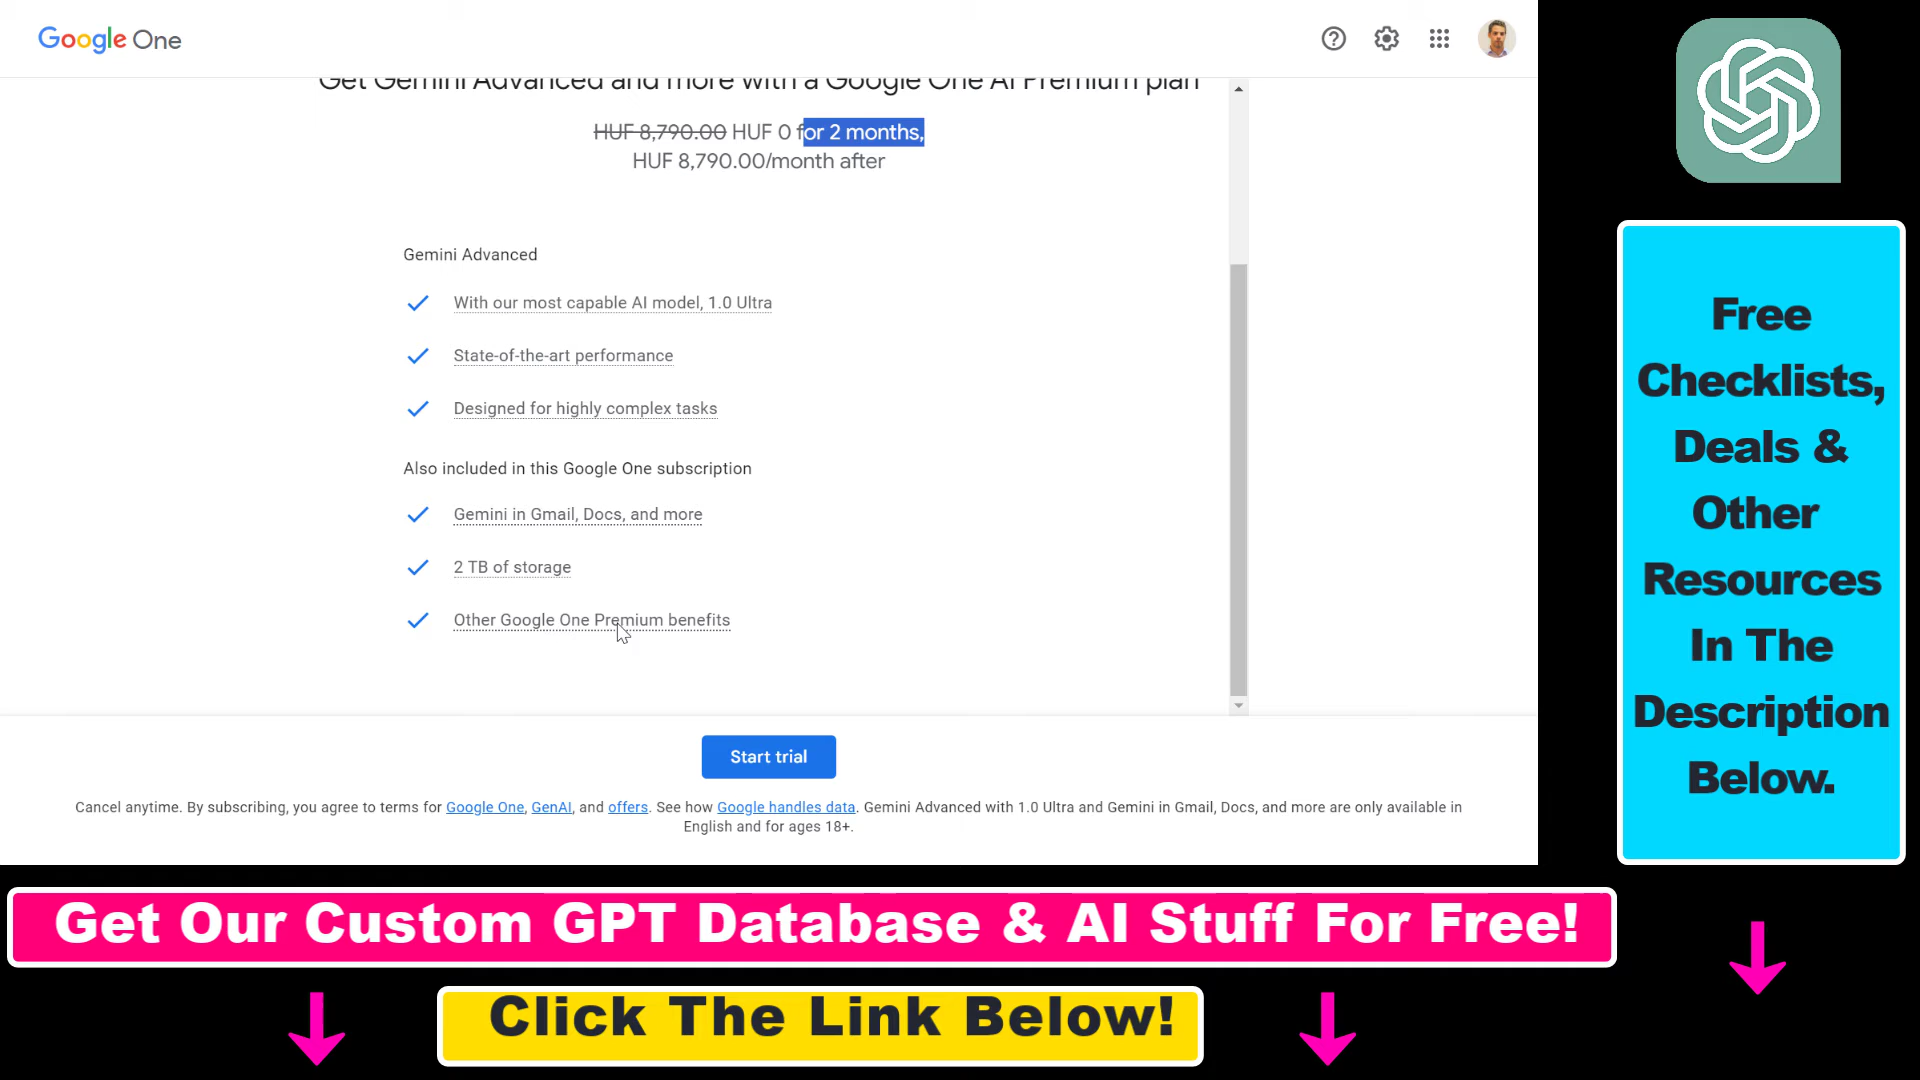 Google One
Get Gemini Advanced and more with a Google One AI Premium plan
HUF 8,790.00 HUF 0 for 2 months,
HUF 8,790.00/month after
Gemini Advanced
With our most capable AI model, 1.0 Ultra
State-of-the-art performance
Designed for highly complex tasks
Also included in this Google One subscription
Gemini in Gmail, Docs, and more
2 TB of storage
Other Google One Premium benefits
Start trial
Cancel anytime. By subscribing, you agree to terms for Google One, GenAI, and offers. See how Google handles data. Gemini Advanced with 1.0 Ultra and Gemini in Gmail, Docs, and more are only available in
English and for ages 18+.
Free
Checklists,
Deals &
Other
Resources
In The
Description
Below.
Get Our Custom GPT Database & AI Stuff For Free!
Click The Link Below!